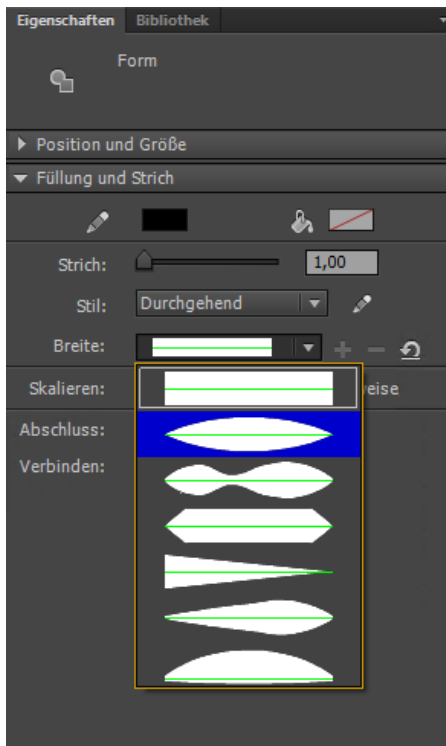 Eigenschaften Bibliothek
Form
Position und Größe
Füllung und Strich
Strich: 1,00
Stil: Durchgehend
Breite:
Skalieren: weise
Abschluss:
Verbinden: